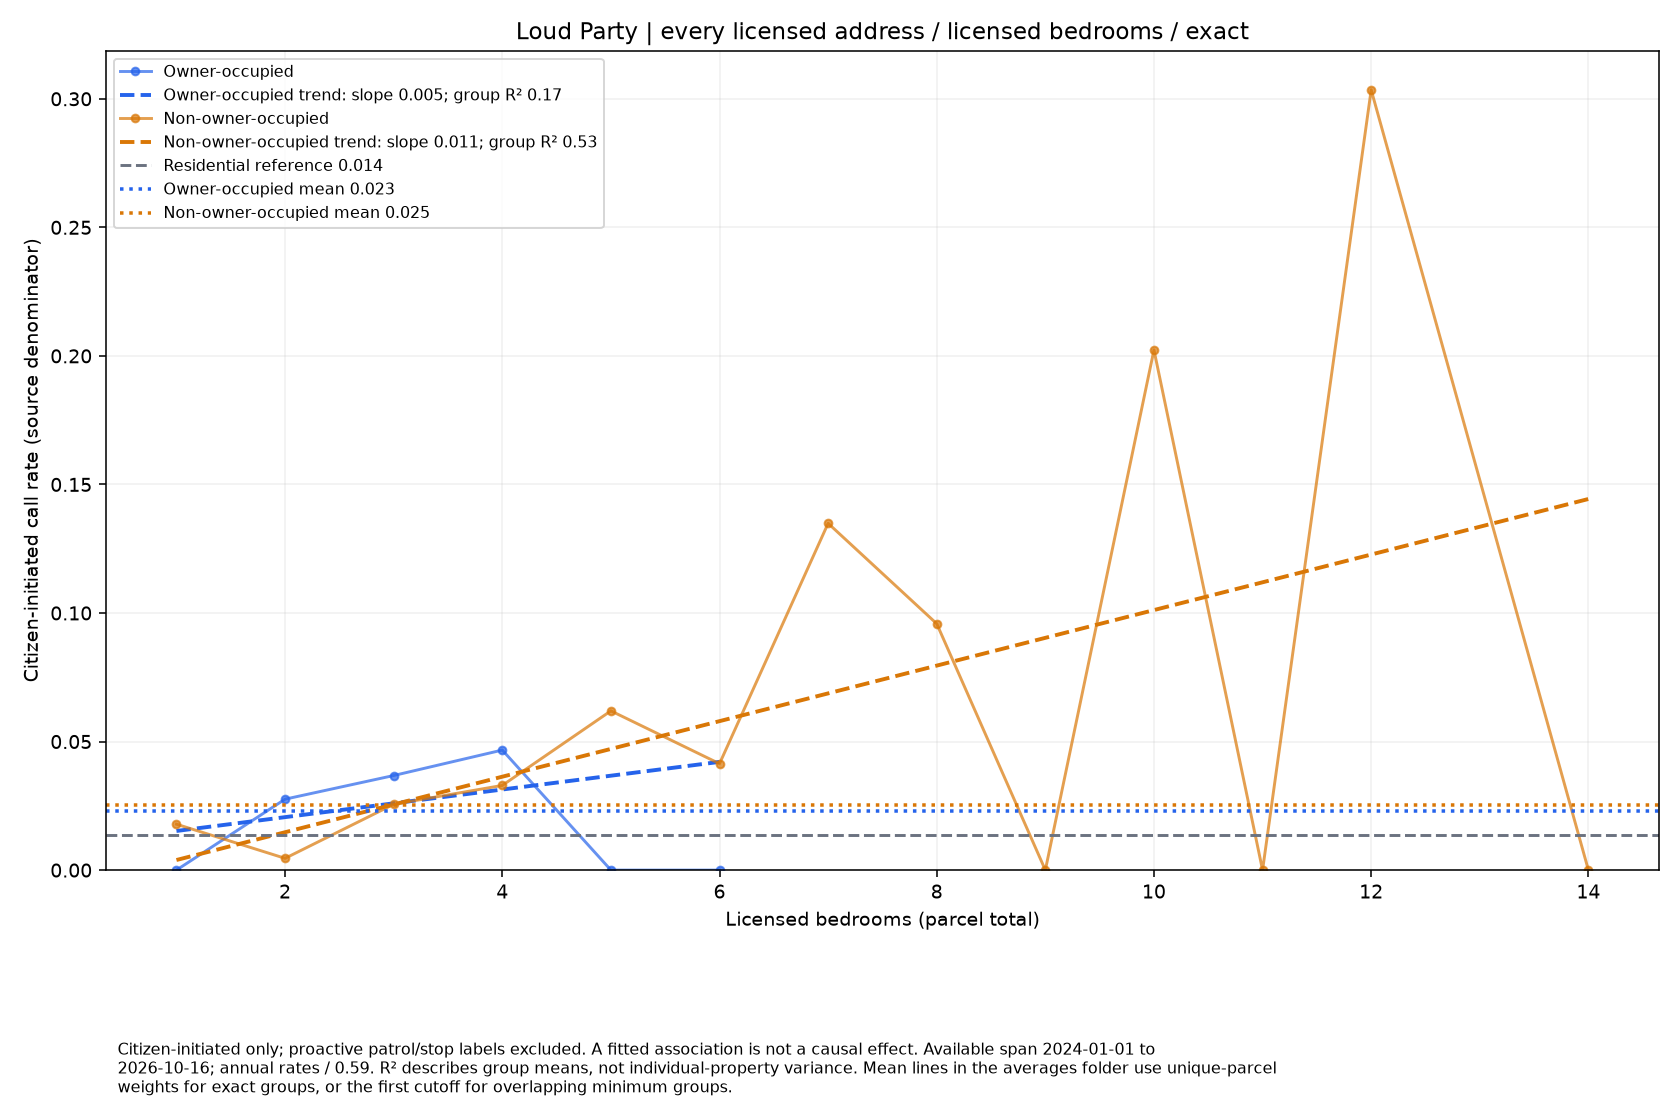 Loud Party | every licensed address / licensed bedrooms / exact
Owner-occupied
Owner-occupied trend: slope 0.005; group R² 0.17
Non-owner-occupied
Non-owner-occupied trend: slope 0.011; group R² 0.53
Residential reference 0.014
Owner-occupied mean 0.023
Non-owner-occupied mean 0.025
Citizen-initiated call rate (source denominator)
0.30
0.25
0.20
0.15
0.10
0.05
0.00
2 4 6 8 10 12 14
Licensed bedrooms (parcel total)
Citizen-initiated only; proactive patrol/stop labels excluded. A fitted association is not a causal effect. Available span 2024-01-01 to
2026-10-16; annual rates / 0.59. R² describes group means, not individual-property variance. Mean lines in the averages folder use unique-parcel
weights for exact groups, or the first cutoff for overlapping minimum groups.